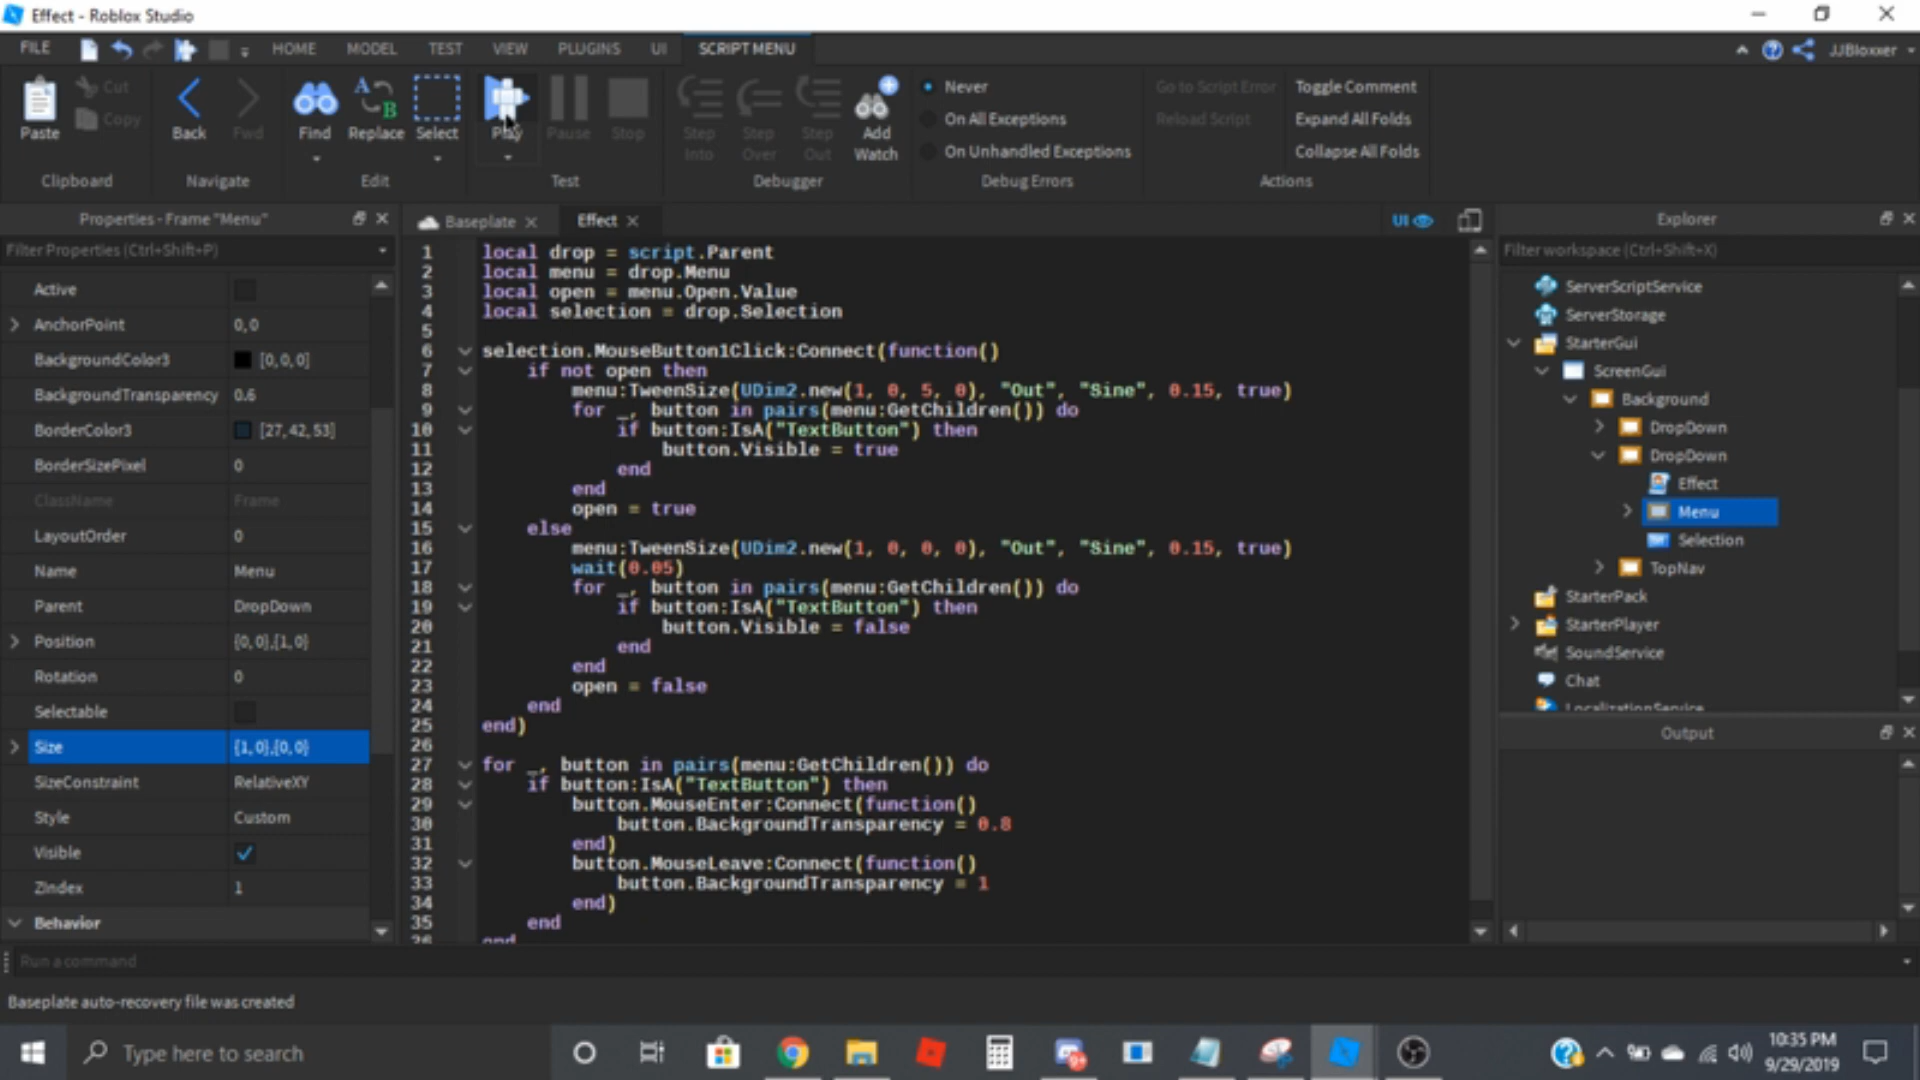 Effect - Roblox Studio
FILE
HOME
MODEL
TEST
VIEW
PLUGINS
UI
SCRIPT MENU
JJBloxxer
Paste
Cut
Copy
Back
Fwd
Find
Replace
Select
Play
Pause
Stop
Step Into
Step Over
Step Out
Add Watch
Never
On All Exceptions
On Unhandled Exceptions
Go to Script Error
Reload Script
Toggle Comment
Expand All Folds
Collapse All Folds
Clipboard
Navigate
Edit
Test
Debugger
Debug Errors
Actions
Properties - Frame "Menu"
Filter Properties (Ctrl+Shift+P)
Active
AnchorPoint 0, 0
BackgroundColor3 [0, 0, 0]
BackgroundTransparency 0.6
BorderColor3 [27, 42, 53]
BorderSizePixel 0
ClassName Frame
LayoutOrder 0
Name Menu
Parent DropDown
Position {0, 0},{1, 0}
Rotation 0
Selectable
Size {1, 0},{0, 0}
SizeConstraint RelativeXY
Style Custom
Visible
ZIndex 1
Behavior
Baseplate
Effect
UI
1 local drop = script.Parent
2 local menu = drop.Menu
3 local open = menu.Open.Value
4 local selection = drop.Selection
5
6 selection.MouseButton1Click:Connect(function()
7 if not open then
8 menu:TweenSize(UDim2.new(1, 0, 5, 0), "Out", "Sine", 0.15, true)
9 for _, button in pairs(menu:GetChildren()) do
10 if button:IsA("TextButton") then
11 button.Visible = true
12 end
13 end
14 open = true
15 else
16 menu:TweenSize(UDim2.new(1, 0, 0, 0), "Out", "Sine", 0.15, true)
17 wait(0.05)
18 for _, button in pairs(menu:GetChildren()) do
19 if button:IsA("TextButton") then
20 button.Visible = false
21 end
22 end
23 open = false
24 end
25 end)
26
27 for _, button in pairs(menu:GetChildren()) do
28 if button:IsA("TextButton") then
29 button.MouseEnter:Connect(function()
30 button.BackgroundTransparency = 0.8
31 end)
32 button.MouseLeave:Connect(function()
33 button.BackgroundTransparency = 1
34 end)
35 end
36 end
Explorer
Filter workspace (Ctrl+Shift+X)
ServerScriptService
ServerStorage
StarterGui
ScreenGui
Background
DropDown
DropDown
Effect
Menu
Selection
TopNav
StarterPack
StarterPlayer
SoundService
Chat
LocalizationService
Output
Run a command
Baseplate auto-recovery file was created
Type here to search
10:35 PM
9/29/2019